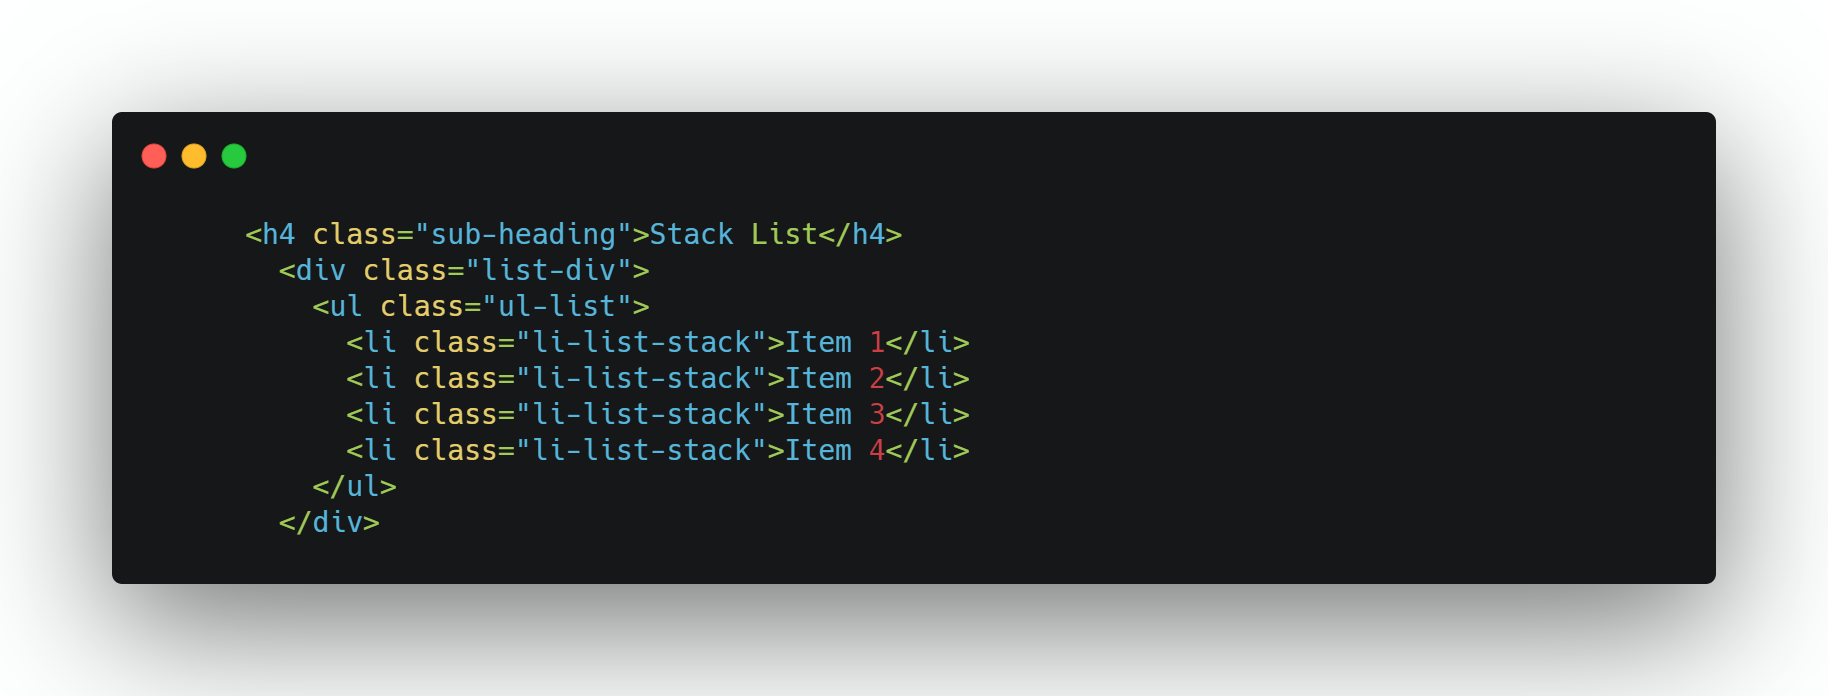 <h4 class="sub-heading">Stack List</h4>
  <div class="list-div">
    <ul class="ul-list">
      <li class="li-list-stack">Item 1</li>
      <li class="li-list-stack">Item 2</li>
      <li class="li-list-stack">Item 3</li>
      <li class="li-list-stack">Item 4</li>
    </ul>
  </div>